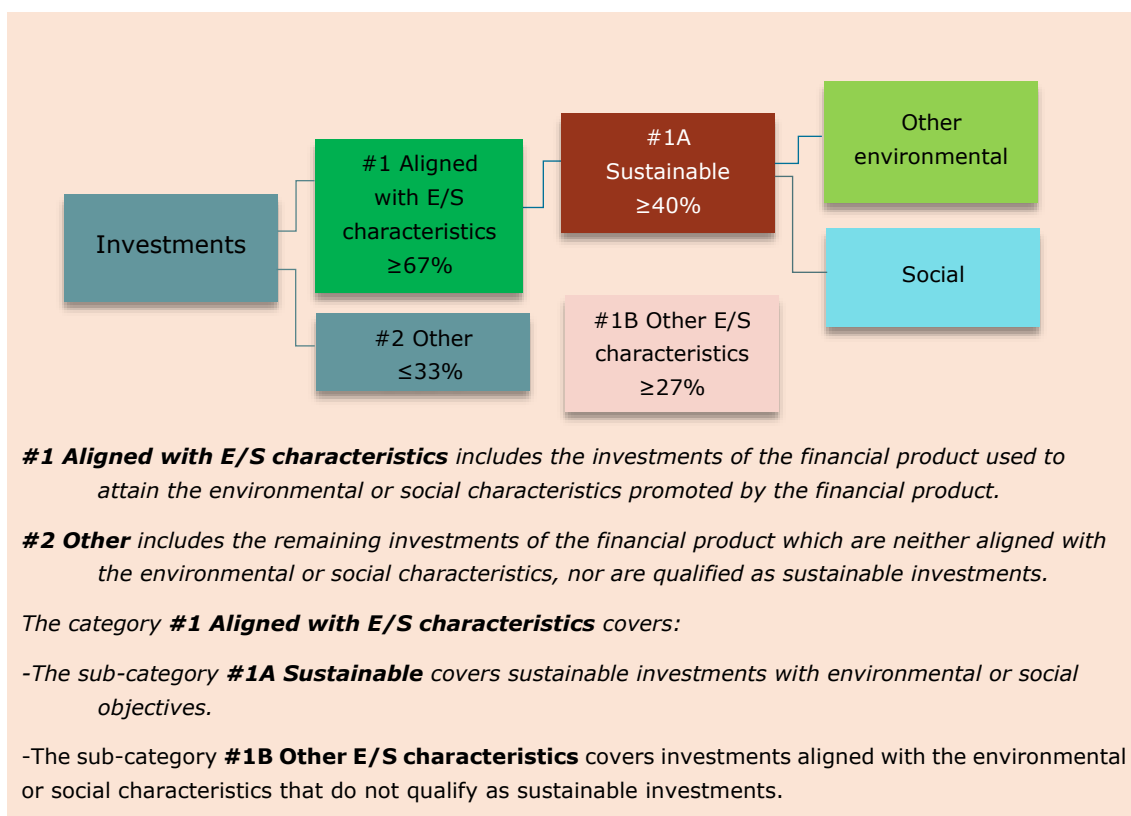 Investments
#1 Aligned
with E/S
characteristics
≥67%
#2 Other
≤33%
#1A
Sustainable
≥40%
#1B Other E/S
characteristics
≥27%
Other
environmental
Social
#1 Aligned with E/S characteristics includes the investments of the financial product used to
attain the environmental or social characteristics promoted by the financial product.
#2 Other includes the remaining investments of the financial product which are neither aligned with
the environmental or social characteristics, nor are qualified as sustainable investments.
The category #1 Aligned with E/S characteristics covers:
-The sub-category #1A Sustainable covers sustainable investments with environmental or social
objectives.
-The sub-category #1B Other E/S characteristics covers investments aligned with the environmental
or social characteristics that do not qualify as sustainable investments.